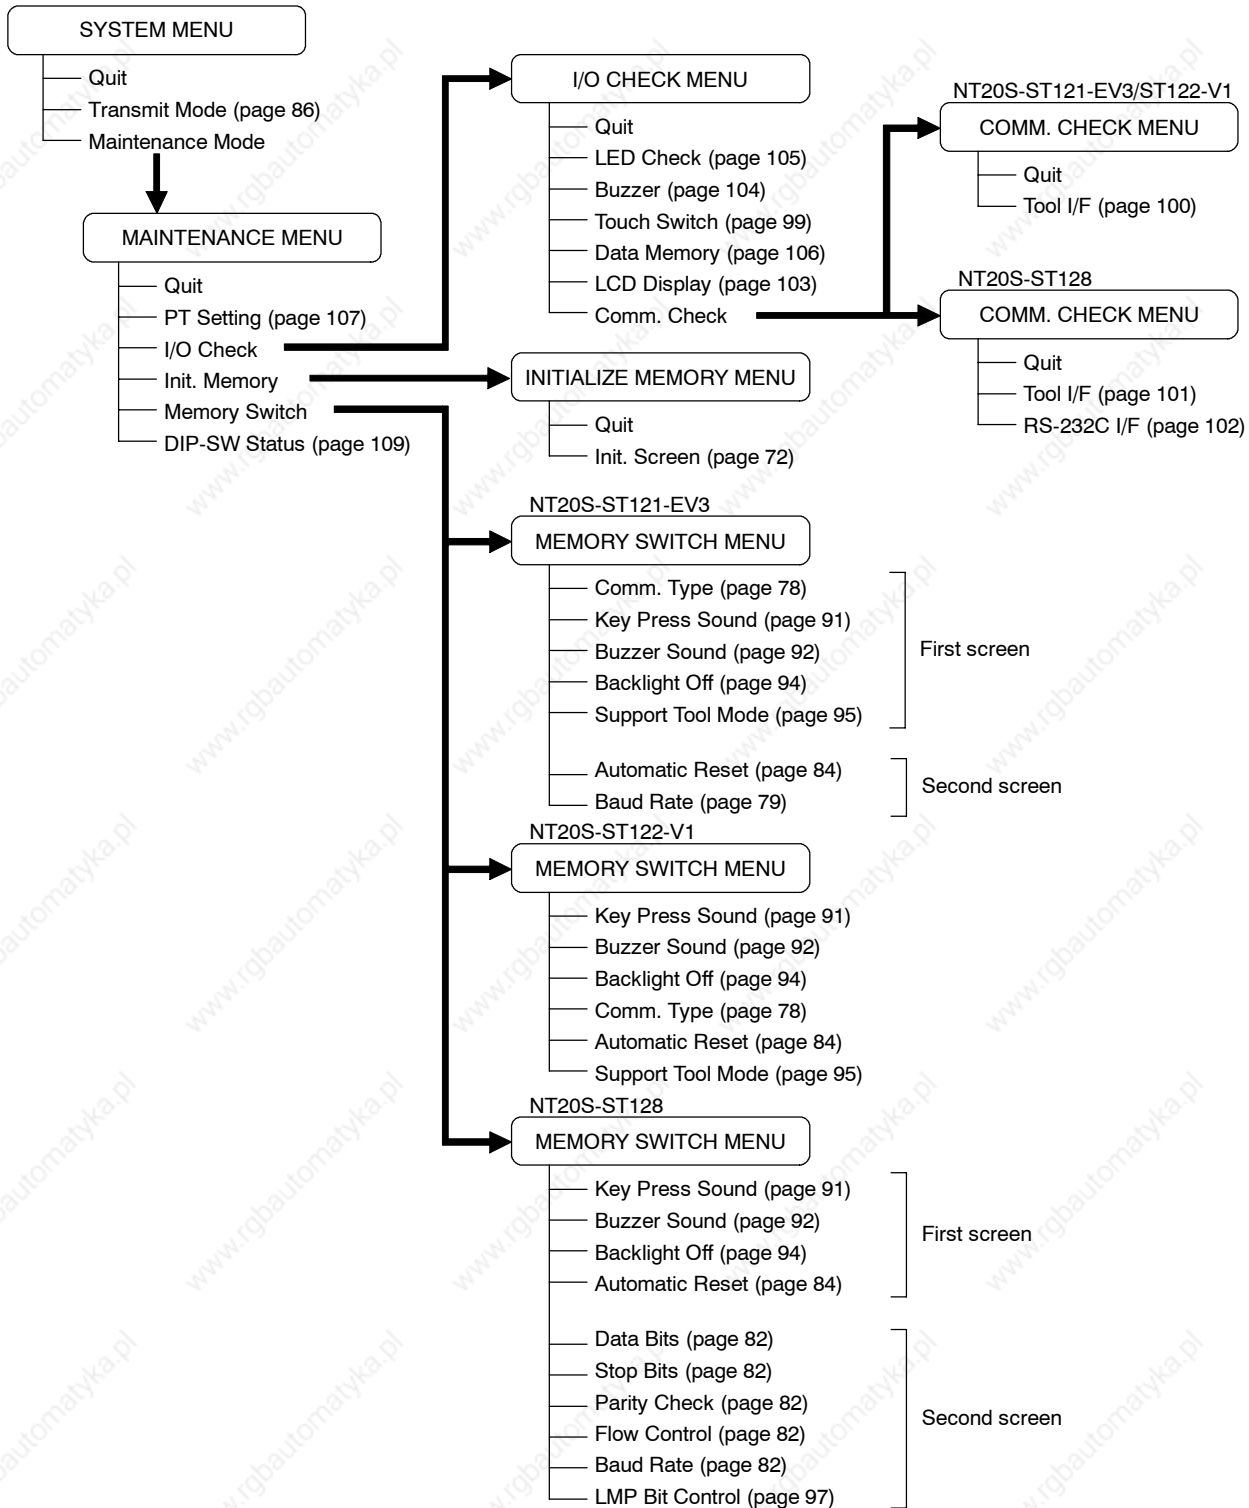 SYSTEM MENU
Quit
Transmit Mode (page 86)
Maintenance Mode
MAINTENANCE MENU
Quit
PT Setting (page 107)
I/O Check
Init. Memory
Memory Switch
DIP-SW Status (page 109)
I/O CHECK MENU
Quit
LED Check (page 105)
Buzzer (page 104)
Touch Switch (page 99)
Data Memory (page 106)
LCD Display (page 103)
Comm. Check
NT20S-ST121-EV3/ST122-V1
COMM. CHECK MENU
Quit
Tool I/F (page 100)
NT20S-ST128
COMM. CHECK MENU
Quit
Tool I/F (page 101)
RS-232C I/F (page 102)
INITIALIZE MEMORY MENU
Quit
Init. Screen (page 72)
NT20S-ST121-EV3
MEMORY SWITCH MENU
Comm. Type (page 78)
Key Press Sound (page 91)
Buzzer Sound (page 92)
Backlight Off (page 94)
Support Tool Mode (page 95)
First screen
Automatic Reset (page 84)
Baud Rate (page 79)
Second screen
NT20S-ST122-V1
MEMORY SWITCH MENU
Key Press Sound (page 91)
Buzzer Sound (page 92)
Backlight Off (page 94)
Comm. Type (page 78)
Automatic Reset (page 84)
Support Tool Mode (page 95)
NT20S-ST128
MEMORY SWITCH MENU
Key Press Sound (page 91)
Buzzer Sound (page 92)
Backlight Off (page 94)
Automatic Reset (page 84)
First screen
Data Bits (page 82)
Stop Bits (page 82)
Parity Check (page 82)
Flow Control (page 82)
Baud Rate (page 82)
LMP Bit Control (page 97)
Second screen
www.rgbautomatyka.pl